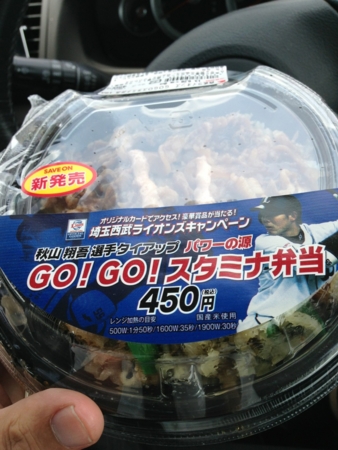 SAVE ON
新発売
オリジナルカードでアクセス!豪華賞品が当たる!
埼玉西武ライオンズキャンペーン
秋山 翔吾 選手タイアップ パワーの源
GO!GO!スタミナ弁当
450円(税込)
レンジ加熱の目安 国産米使用
500W.1分50秒/1600W.35秒/1900W.30秒